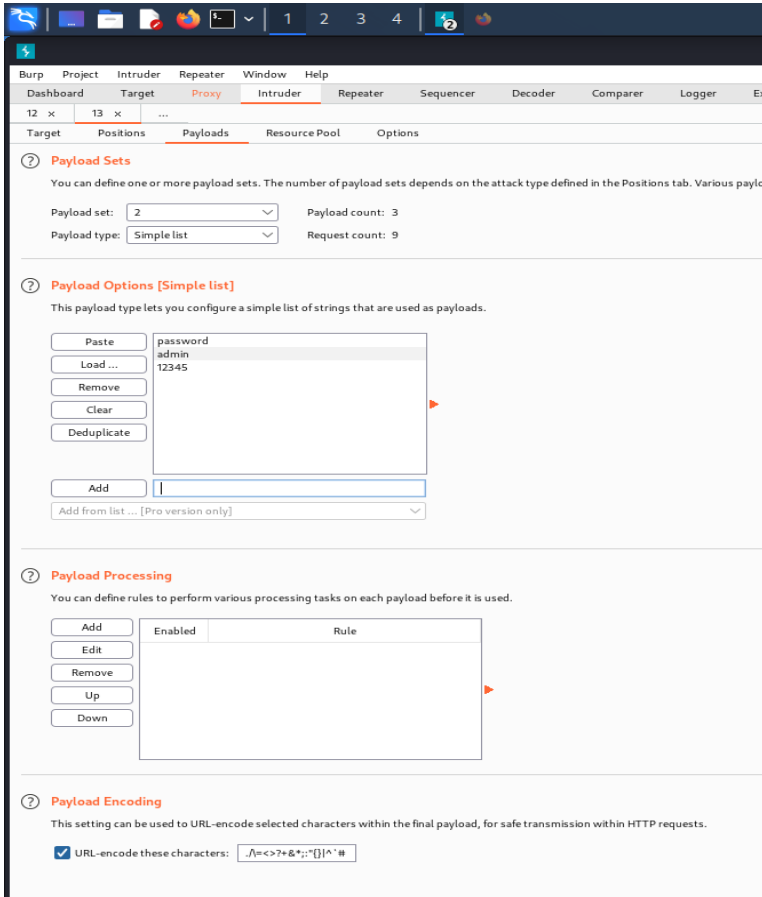 1 2 3 4 2
Burp Project Intruder Repeater Window Help
Dashboard Target Proxy Intruder Repeater Sequencer Decoder Comparer Logger
12 × 13 × ...
Target Positions Payloads Resource Pool Options
? Payload Sets
You can define one or more payload sets. The number of payload sets depends on the attack type defined in the Positions tab. Various
Payload set: 2 Payload count: 3
Payload type: Simple list Request count: 9
? Payload Options [Simple list]
This payload type lets you configure a simple list of strings that are used as payloads.
Paste password
admin
Load ... 12345
Remove
Clear
Deduplicate
Add
Add from list ... [Pro version only]
? Payload Processing
You can define rules to perform various processing tasks on each payload before it is used.
Add Enabled Rule
Edit
Remove
Up
Down
? Payload Encoding
This setting can be used to URL-encode selected characters within the final payload, for safe transmission within HTTP requests.
URL-encode these characters: ./\=<>?+&*;:"{}|^`#